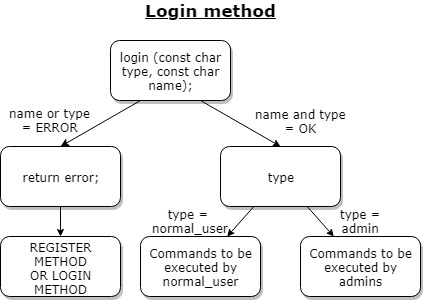 Login method
login (const char
type, const char
name);
name or type
= ERROR
name and type
= OK
return error;
type
type =
normal_user
type =
admin
REGISTER
METHOD
OR LOGIN
METHOD
Commands to be
executed by
normal_user
Commands to be
executed by
admins